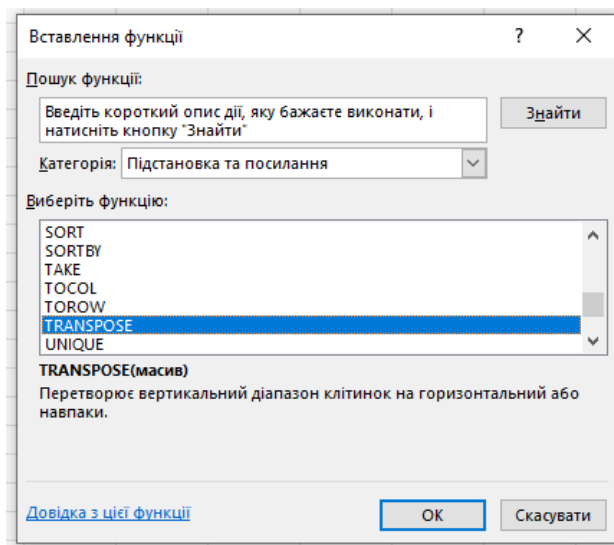 Вставлення функції
?
Пошук функції:
Введіть короткий опис дії, яку бажаєте виконати, і
натисніть кнопку "Знайти"
Знайти
Категорія: Підстановка та посилання
Виберіть функцію:
SORT
SORTBY
TAKE
TOCOL
TOROW
TRANSPOSE
UNIQUE
TRANSPOSE(масив)
Перетворює вертикальний діапазон клітинок на горизонтальний або
навпаки.
Довідка з цієї функції
ОК
Скасувати